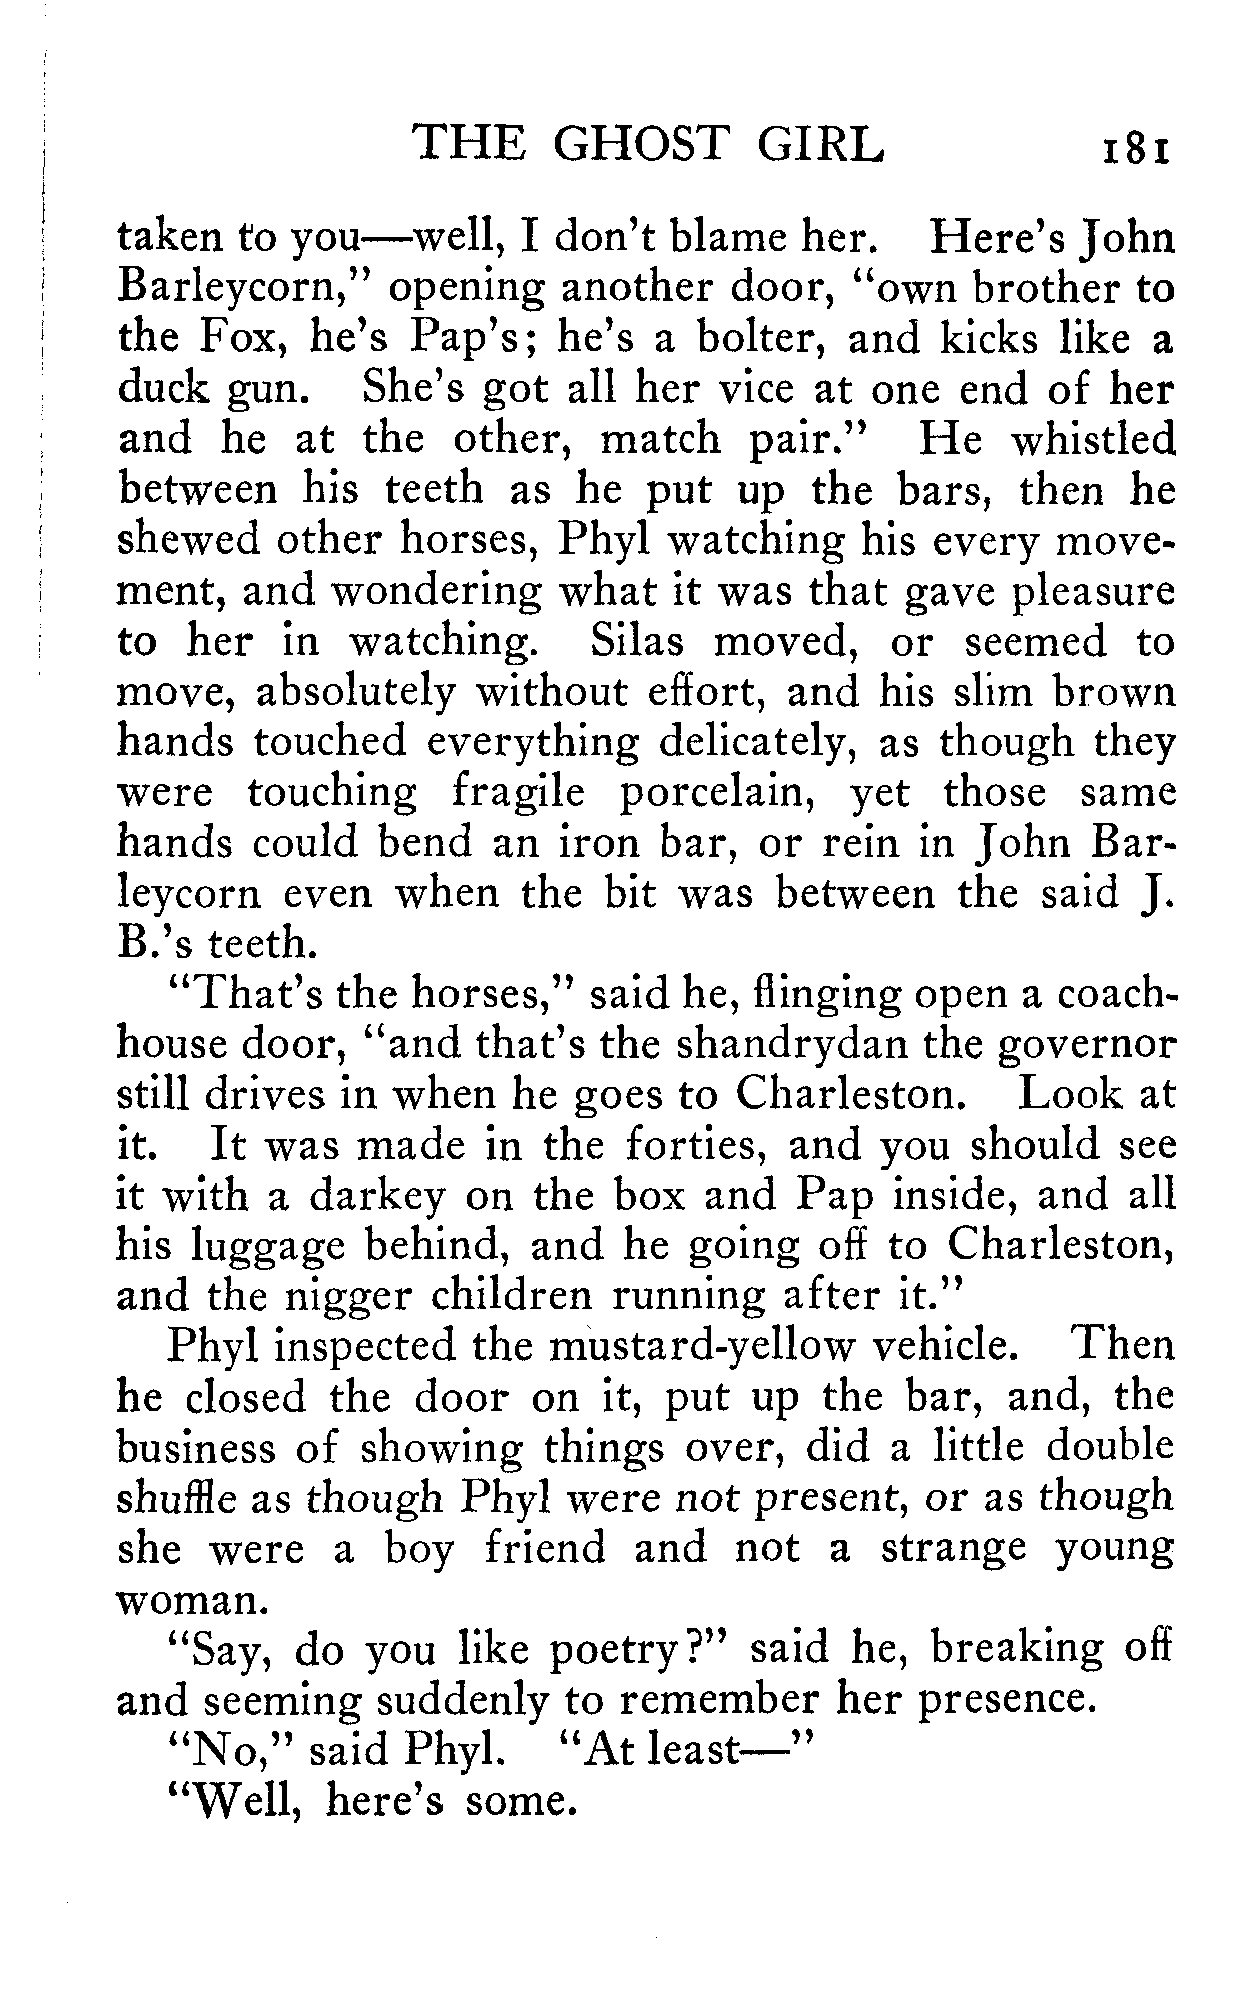 THE GHOST GIRL 181
taken to you—well, I don't blame her. Here's John
Barleycorn," opening another door, "own brother to
the Fox, he's Pap's; he's a bolter, and kicks like a
duck gun. She's got all her vice at one end of her
and he at the other, match pair." He whistled
between his teeth as he put up the bars, then he
shewed other horses, Phyl watching his every move-
ment, and wondering what it was that gave pleasure
to her in watching. Silas moved, or seemed to
move, absolutely without effort, and his slim brown
hands touched everything delicately, as though they
were touching fragile porcelain, yet those same
hands could bend an iron bar, or rein in John Bar-
leycorn even when the bit was between the said J.
B.'s teeth.
"That's the horses," said he, flinging open a coach-
house door, "and that's the shandrydan the governor
still drives in when he goes to Charleston. Look at
it. It was made in the forties, and you should see
it with a darkey on the box and Pap inside, and all
his luggage behind, and he going off to Charleston,
and the nigger children running after it."
Phyl inspected the mustard-yellow vehicle. Then
he closed the door on it, put up the bar, and, the
business of showing things over, did a little double
shuffle as though Phyl were not present, or as though
she were a boy friend and not a strange young
woman.
"Say, do you like poetry?" said he, breaking off
and seeming suddenly to remember her presence.
"No," said Phyl. "At least—"
"Well, here's some.